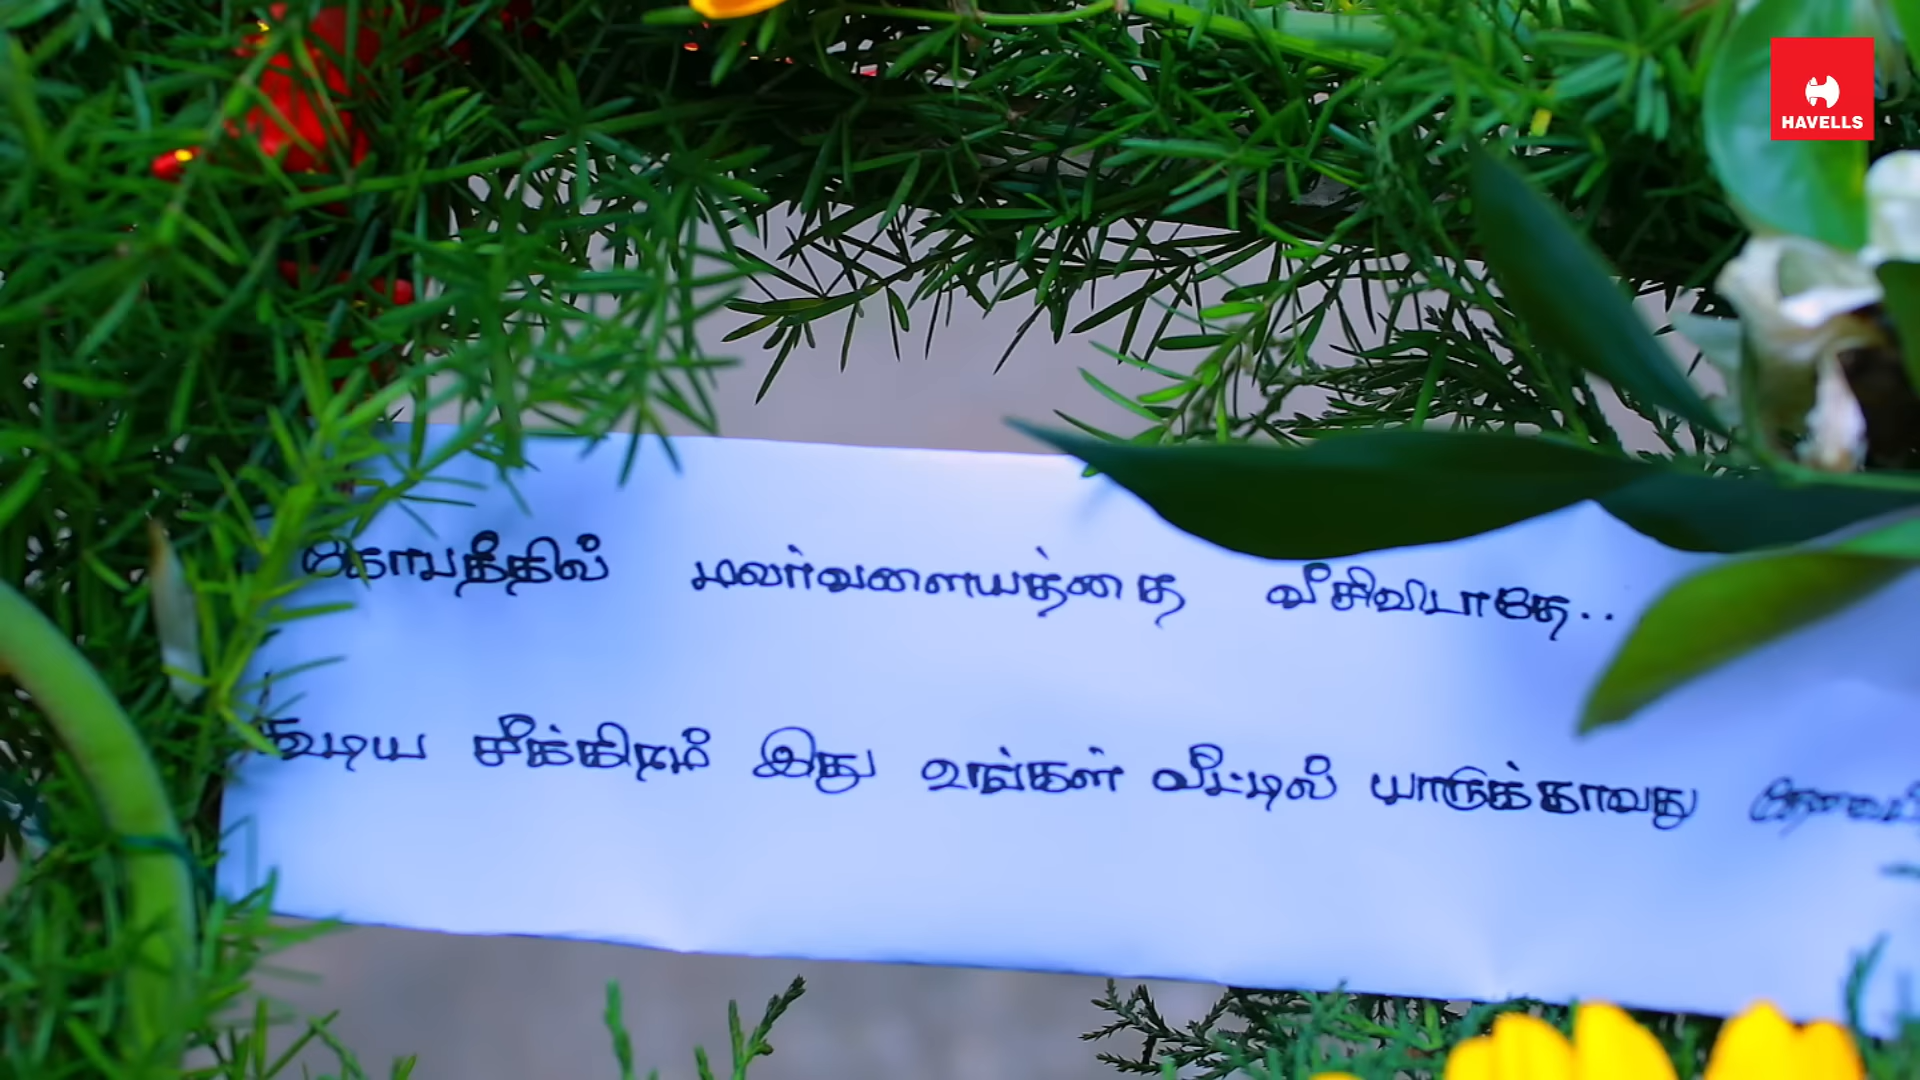 HAVELLS
கோபத்தில் மலர்வளையத்தை வீசிவிடாதே..
கூடிய சீக்கிரம் இது உங்கள் வீட்டில் யாருக்காவது